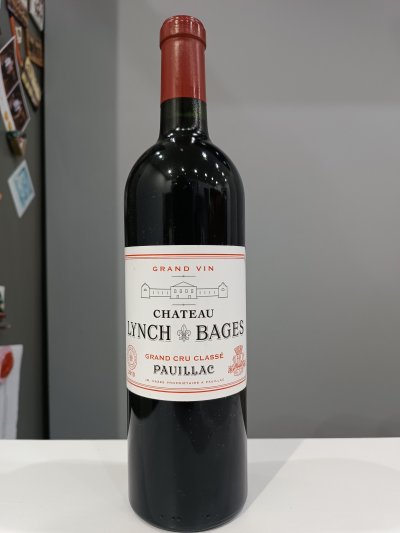 GRAND VIN
CHATEAU
LYNCH BAGES
GRAND CRU CLASSÉ
PAUILLAC